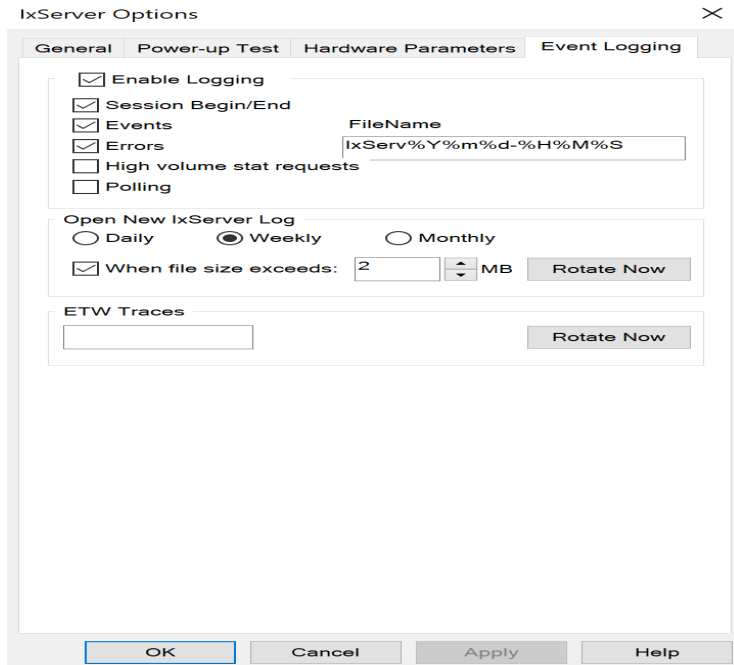 IxServer Options
General Power-up Test Hardware Parameters Event Logging
Enable Logging
Session Begin/End
Events FileName
Errors IxServ%Y%m%d-%H%M%S
High volume stat requests
Polling
Open New IxServer Log
Daily Weekly Monthly
When file size exceeds: 2 MB Rotate Now
ETW Traces
Rotate Now
OK Cancel Apply Help